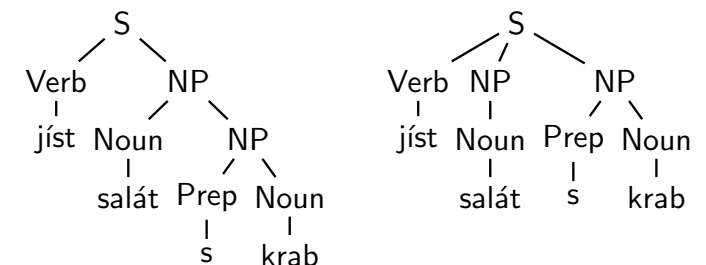 S S
Verb NP Verb NP NP
jíst Noun NP jíst Noun Prep Noun
salát Prep Noun salát s krab
s krab